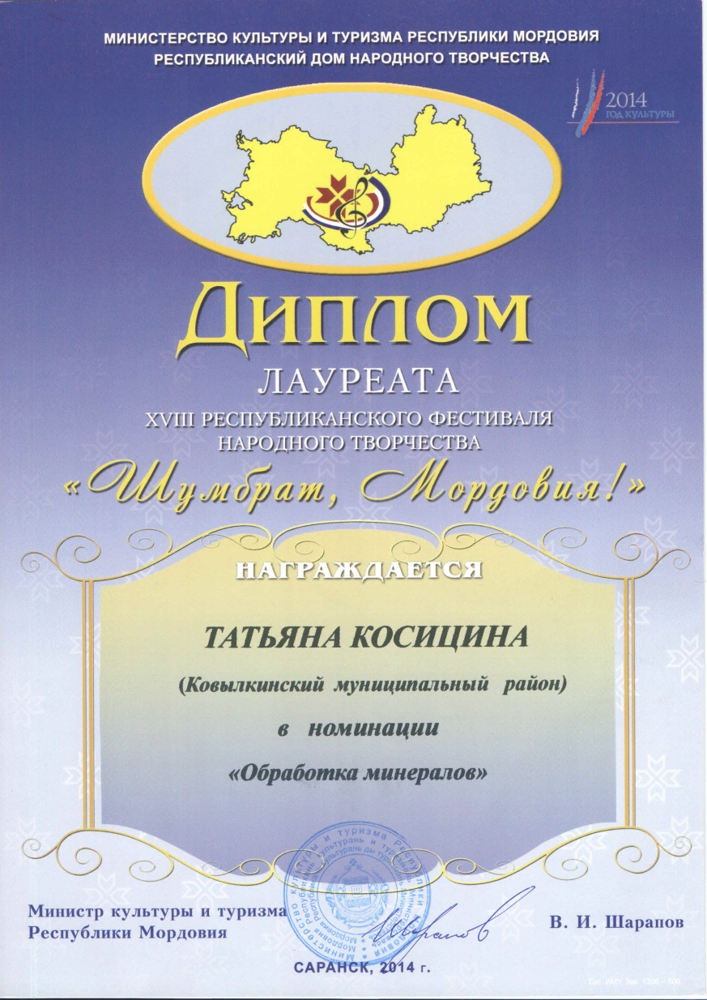 МИНИСТЕРСТВО КУЛЬТУРЫ И ТУРИЗМА РЕСПУБЛИКИ МОРДОВИЯ
РЕСПУБЛИКАНСКИЙ ДОМ НАРОДНОГО ТВОРЧЕСТВА
2014
ГОД КУЛЬТУРЫ
ДИПЛОМ
ЛАУРЕАТА
XVIII РЕСПУБЛИКАНСКОГО ФЕСТИВАЛЯ
НАРОДНОГО ТВОРЧЕСТВА
«Шумбрат, Мордовия!»
НАГРАЖДАЕТСЯ
ТАТЬЯНА КОСИЦИНА
(Ковылкинский муниципальный район)
в номинации
«Обработка минералов»
Министр культуры и туризма
Республики Мордовия
В. И. Шарапов
САРАНСК, 2014 г.